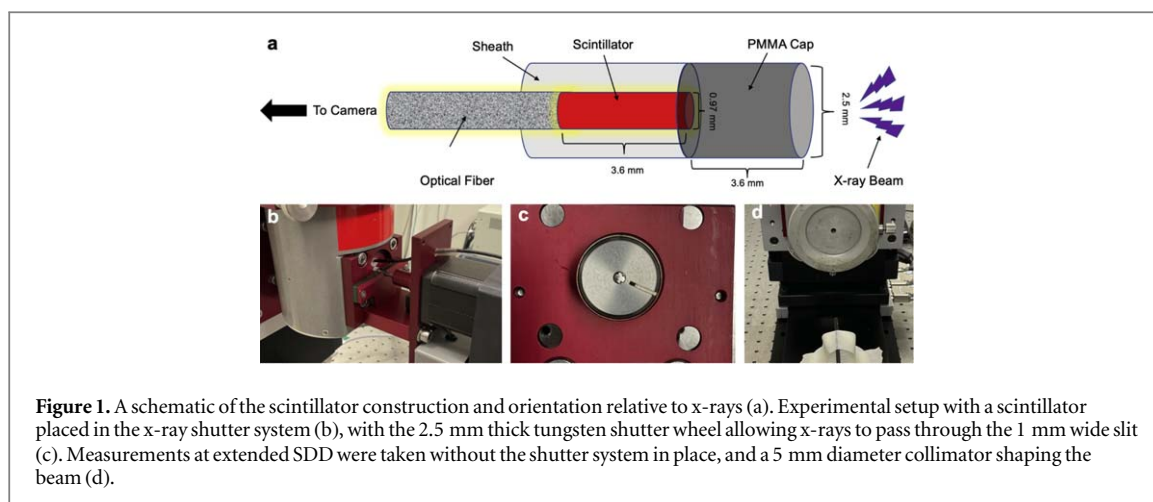 a
Sheath
Scintillator
PMMA Cap
To Camera
0.97 mm
2.5 mm
3.6 mm
3.6 mm
Optical Fiber
X-ray Beam
b
c
d
Figure 1. A schematic of the scintillator construction and orientation relative to x-rays (a). Experimental setup with a scintillator
placed in the x-ray shutter system (b), with the 2.5 mm thick tungsten shutter wheel allowing x-rays to pass through the 1 mm wide slit
(c). Measurements at extended SDD were taken without the shutter system in place, and a 5 mm diameter collimator shaping the
beam (d).